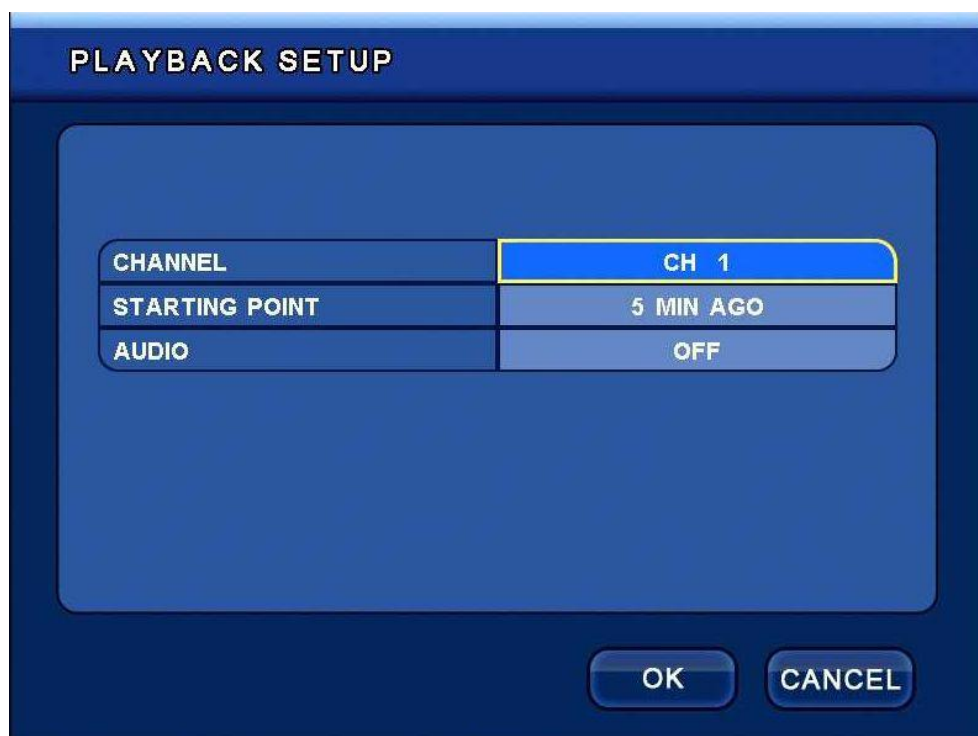 PLAYBACK SETUP
CHANNEL CH 1
STARTING POINT 5 MIN AGO
AUDIO OFF
OK CANCEL